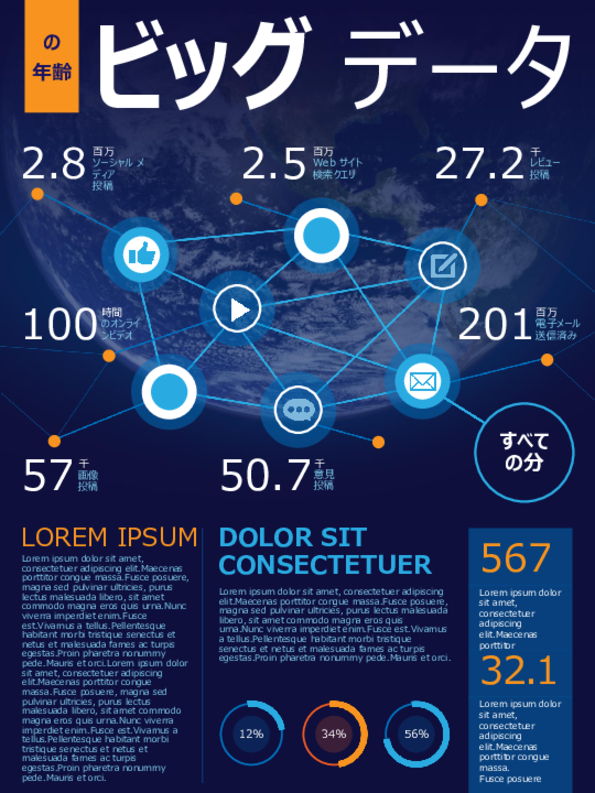 の
年齢
ビッグ データ
2.8 百万
ソーシャル メ
ディア
投稿
2.5 百万
Web サイト
検索クエリ
27.2 千
レビュー
投稿
100 時間
のオンライ
ンビデオ
201 百万
電子メール
送信済み
すべて
の分
57 千
画像
投稿
50.7 千
意見
投稿
LOREM IPSUM
Lorem ipsum dolor sit amet,
consectetuer adipiscing elit.Maecenas
porttitor congue massa.Fusce posuere,
magna sed pulvinar ultricies, purus
lectus malesuada libero, sit amet
commodo magna eros quis urna.Nunc
viverra imperdiet enim.Fusce
est.Vivamus a tellus.Pellentesque
habitant morbi tristique senectus et
netus et malesuada fames ac turpis
egestas.Proin pharetra nonummy
pede.Mauris et orci.Lorem ipsum dolor
sit amet, consectetuer adipiscing
elit.Maecenas porttitor congue
massa.Fusce posuere, magna sed
pulvinar ultricies, purus lectus
malesuada libero, sit amet commodo
magna eros quis urna.Nunc viverra
imperdiet enim.Fusce est.Vivamus a
tellus.Pellentesque habitant morbi
tristique senectus et netus et
malesuada fames ac turpis
egestas.Proin pharetra nonummy
pede.Mauris et orci.
DOLOR SIT
CONSECTETUER
Lorem ipsum dolor sit amet, consectetuer adipiscing
elit.Maecenas porttitor congue massa.Fusce posuere,
magna sed pulvinar ultricies, purus lectus malesuada
libero, sit amet commodo magna eros quis
urna.Nunc viverra imperdiet enim.Fusce est.Vivamus
a tellus.Pellentesque habitant morbi tristique
senectus et netus et malesuada fames ac turpis
egestas.Proin pharetra nonummy pede.Mauris et orci.
12%
34%
56%
567
Lorem ipsum dolor
sit amet,
consectetuer
adipiscing
elit.Maecenas
porttitor
32.1
Lorem ipsum dolor
sit amet,
consectetuer
adipiscing
elit.Maecenas
porttitor congue
massa.
Fusce posuere